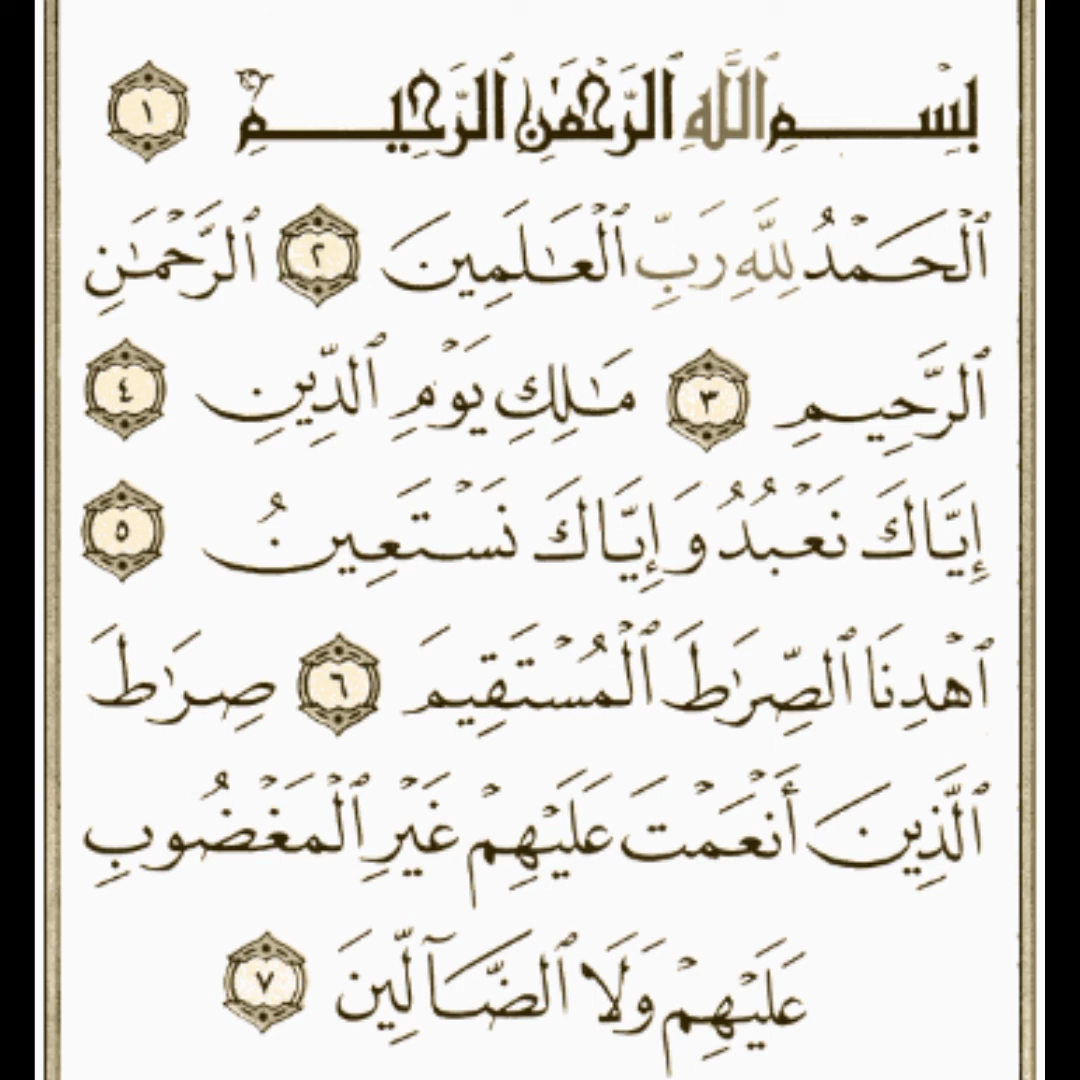 بِسْمِ ٱللَّهِ ٱلرَّحْمَٰنِ ٱلرَّحِيمِ ١
ٱلْحَمْدُ لِلَّهِ رَبِّ ٱلْعَٰلَمِينَ ٢ ٱلرَّحْمَٰنِ
ٱلرَّحِيمِ ٣ مَٰلِكِ يَوْمِ ٱلدِّينِ ٤
إِيَّاكَ نَعْبُدُ وَإِيَّاكَ نَسْتَعِينُ ٥
ٱهْدِنَا ٱلصِّرَٰطَ ٱلْمُسْتَقِيمَ ٦ صِرَٰطَ
ٱلَّذِينَ أَنْعَمْتَ عَلَيْهِمْ غَيْرِ ٱلْمَغْضُوبِ
عَلَيْهِمْ وَلَا ٱلضَّآلِّينَ ٧